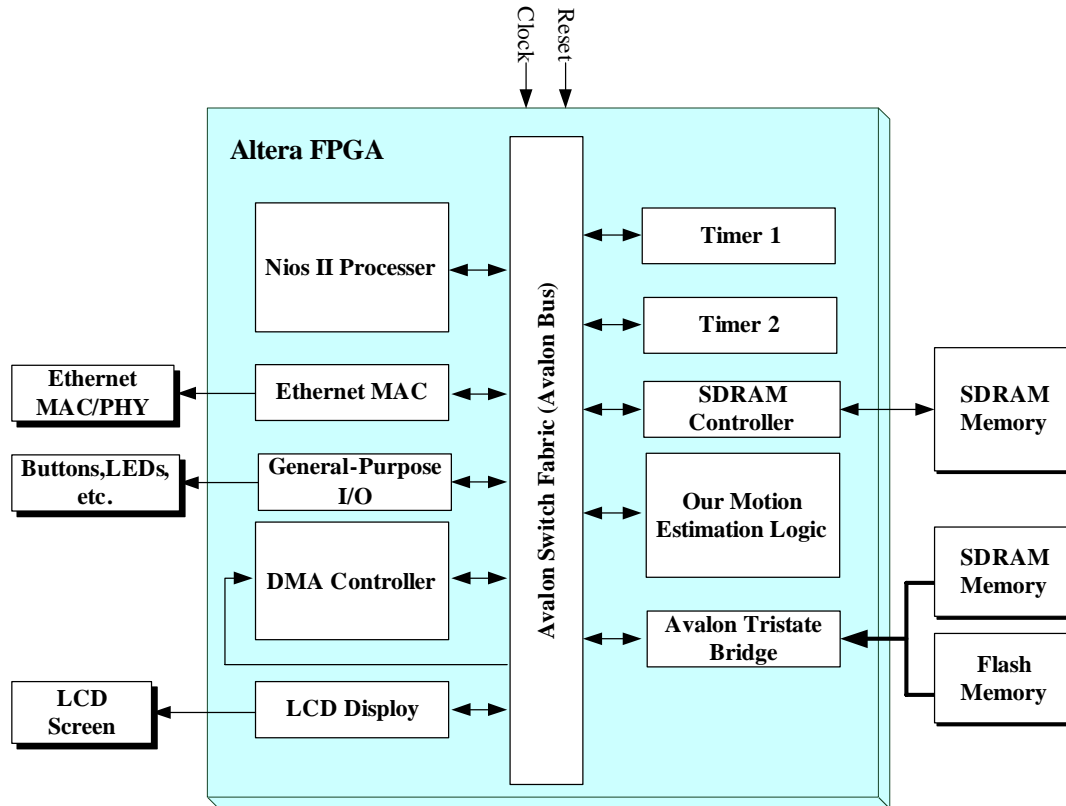 Clock
Reset
Altera FPGA
Nios II Processer
Ethernet MAC
General-Purpose
I/O
DMA Controller
LCD Disploy
Ethernet
MAC/PHY
Buttons,LEDs,
etc.
LCD
Screen
Avalon Switch Fabric (Avalon Bus)
Timer 1
Timer 2
SDRAM
Controller
Our Motion
Estimation Logic
Avalon Tristate
Bridge
SDRAM
Memory
SDRAM
Memory
Flash
Memory